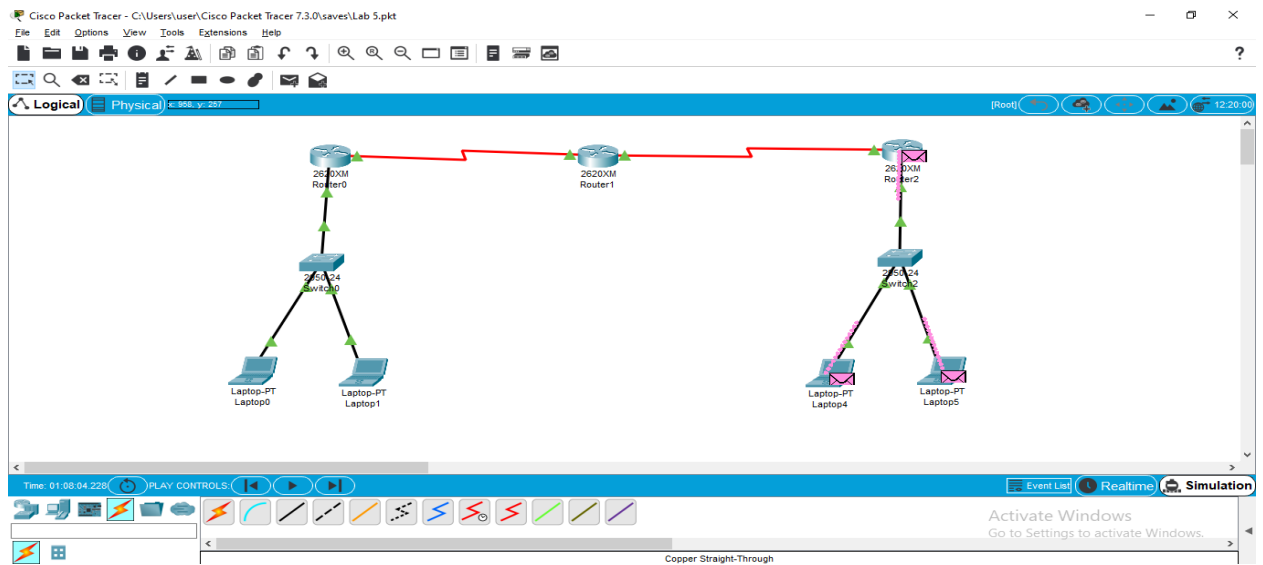 Cisco Packet Tracer - C:\Users\user\Cisco Packet Tracer 7.3.0\saves\Lab 5.pkt
File Edit Options View Tools Extensions Help
?
Logical Physical x: 958, y: 257 [Root] 12:20:00
2620XM
Router0
2620XM
Router1
2620XM
Router2
2950-24
Switch0
2950-24
Switch2
Laptop-PT
Laptop0
Laptop-PT
Laptop1
Laptop-PT
Laptop4
Laptop-PT
Laptop5
Time: 01:08:04.228 PLAY CONTROLS: Event List Realtime Simulation
Activate Windows
Go to Settings to activate Windows.
Copper Straight-Through